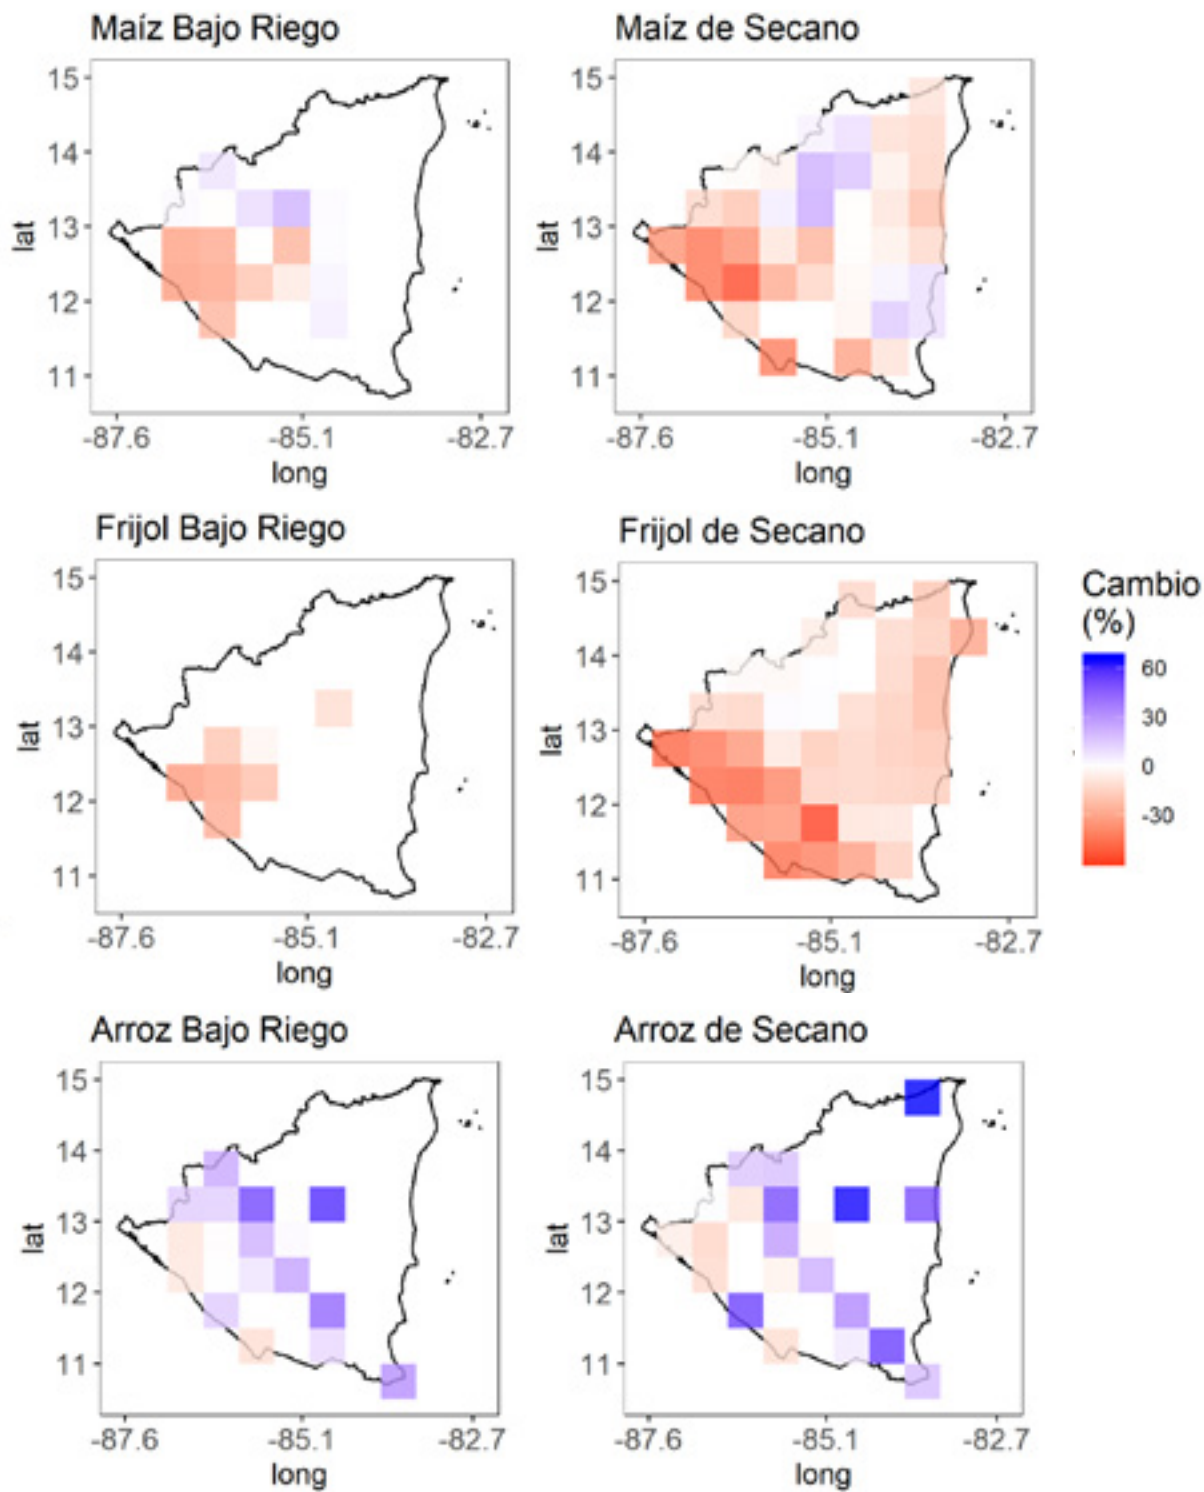 Maíz Bajo Riego
Maíz de Secano
15
14
13
12
11
lat
-87.6 -85.1 -82.7
long
15
14
13
12
11
lat
-87.6 -85.1 -82.7
long
Frijol Bajo Riego
Frijol de Secano
15
14
13
12
11
lat
-87.6 -85.1 -82.7
long
15
14
13
12
11
lat
-87.6 -85.1 -82.7
long
Cambio
(%)
60
30
0
-30
Arroz Bajo Riego
Arroz de Secano
15
14
13
12
11
lat
-87.6 -85.1 -82.7
long
15
14
13
12
11
lat
-87.6 -85.1 -82.7
long